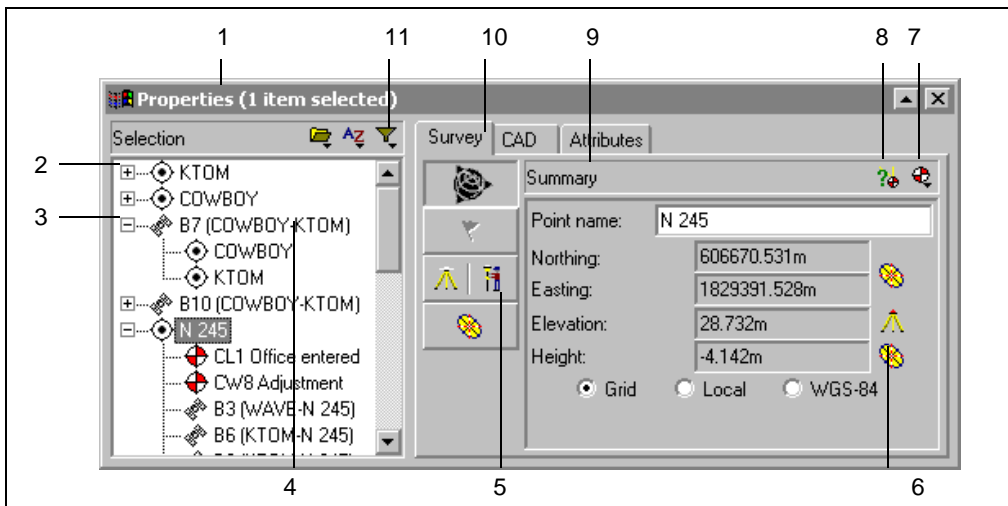 1 11 10 9 8 7
Properties (1 item selected)
Selection AZ
Survey CAD Attributes
2 KTOM
COWBOY
3 B7 (COWBOY-KTOM)
COWBOY
KTOM
B10 (COWBOY-KTOM)
N 245
CL1 Office entered
CW8 Adjustment
B3 (WAVE-N 245)
B6 (KTOM-N 245)
Summary ?
Point name: N 245
Northing: 606670.531m
Easting: 1829391.528m
Elevation: 28.732m
Height: -4.142m
Grid Local WGS-84
4 5 6